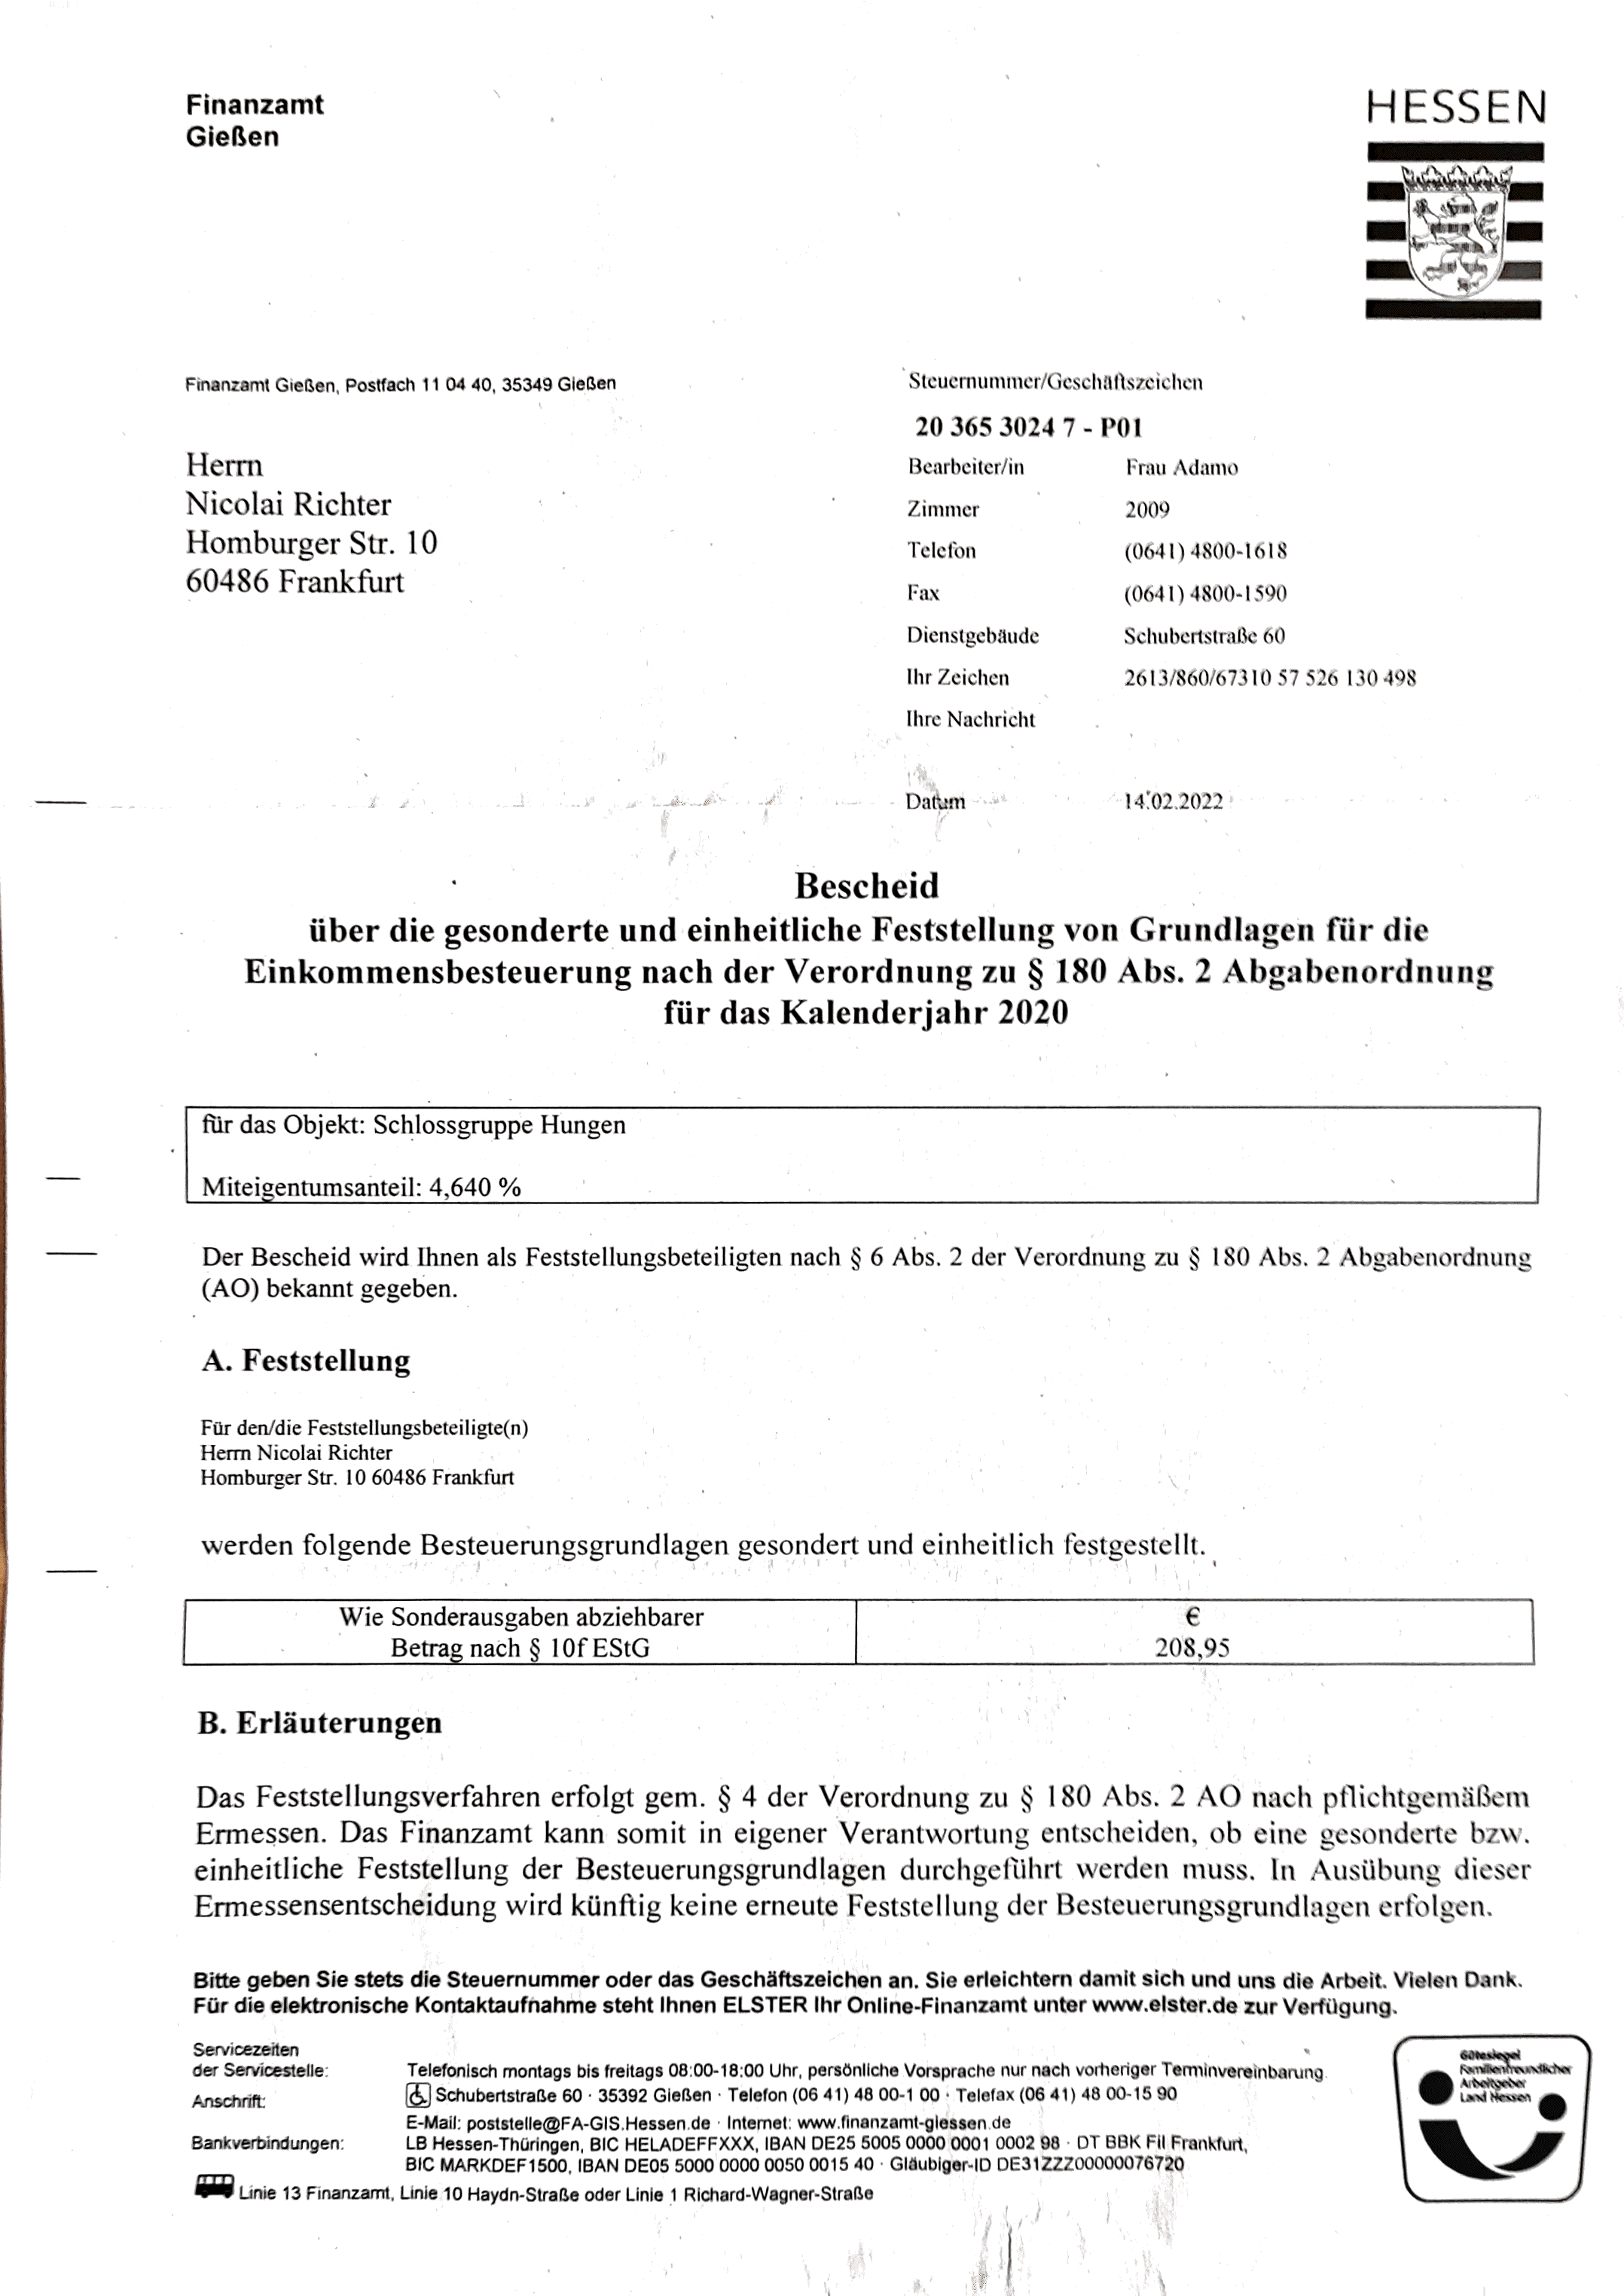 Finanzamt
Gießen
HESSEN
Finanzamt Gießen, Postfach 11 04 40, 35349 Gießen
Herrn
Nicolai Richter
Homburger Str. 10
60486 Frankfurt
Steuernummer/Geschäftszeichen
20 365 3024 7 - P01
Bearbeiter/in Frau Adamo
Zimmer 2009
Telefon (0641) 4800-1618
Fax (0641) 4800-1590
Dienstgebäude Schubertstraße 60
Ihr Zeichen 2613/860/67310 57 526 130 498
Ihre Nachricht
Datum 14.02.2022
Bescheid
über die gesonderte und einheitliche Feststellung von Grundlagen für die
Einkommensbesteuerung nach der Verordnung zu § 180 Abs. 2 Abgabenordnung
für das Kalenderjahr 2020
für das Objekt: Schlossgruppe Hungen
Miteigentumsanteil: 4,640 %
Der Bescheid wird Ihnen als Feststellungsbeteiligten nach § 6 Abs. 2 der Verordnung zu § 180 Abs. 2 Abgabenordnung
(AO) bekannt gegeben.
A. Feststellung
Für den/die Feststellungsbeteiligte(n)
Herrn Nicolai Richter
Homburger Str. 10 60486 Frankfurt
werden folgende Besteuerungsgrundlagen gesondert und einheitlich festgestellt.
Wie Sonderausgaben abziehbarer €
Betrag nach § 10f EStG 208,95
B. Erläuterungen
Das Feststellungsverfahren erfolgt gem. § 4 der Verordnung zu § 180 Abs. 2 AO nach pflichtgemäßem
Ermessen. Das Finanzamt kann somit in eigener Verantwortung entscheiden, ob eine gesonderte bzw.
einheitliche Feststellung der Besteuerungsgrundlagen durchgeführt werden muss. In Ausübung dieser
Ermessensentscheidung wird künftig keine erneute Feststellung der Besteuerungsgrundlagen erfolgen.
Bitte geben Sie stets die Steuernummer oder das Geschäftszeichen an. Sie erleichtern damit sich und uns die Arbeit. Vielen Dank.
Für die elektronische Kontaktaufnahme steht Ihnen ELSTER Ihr Online-Finanzamt unter www.elster.de zur Verfügung.
Servicezeiten
der Servicestelle: Telefonisch montags bis freitags 08:00-18:00 Uhr, persönliche Vorsprache nur nach vorheriger Terminvereinbarung
Anschrift: Schubertstraße 60 · 35392 Gießen · Telefon (06 41) 48 00-1 00 · Telefax (06 41) 48 00-15 90
E-Mail: poststelle@FA-GIS.Hessen.de · Internet: www.finanzamt-giessen.de
Bankverbindungen: LB Hessen-Thüringen, BIC HELADEFFXXX, IBAN DE25 5005 0000 0001 0002 98 · DT BBK Fil Frankfurt,
BIC MARKDEF1500, IBAN DE05 5000 0000 0050 0015 40 · Gläubiger-ID DE31ZZZ00000076720
Linie 13 Finanzamt, Linie 10 Haydn-Straße oder Linie 1 Richard-Wagner-Straße
Gütesiegel
Familienfreundlicher
Arbeitgeber
Land Hessen